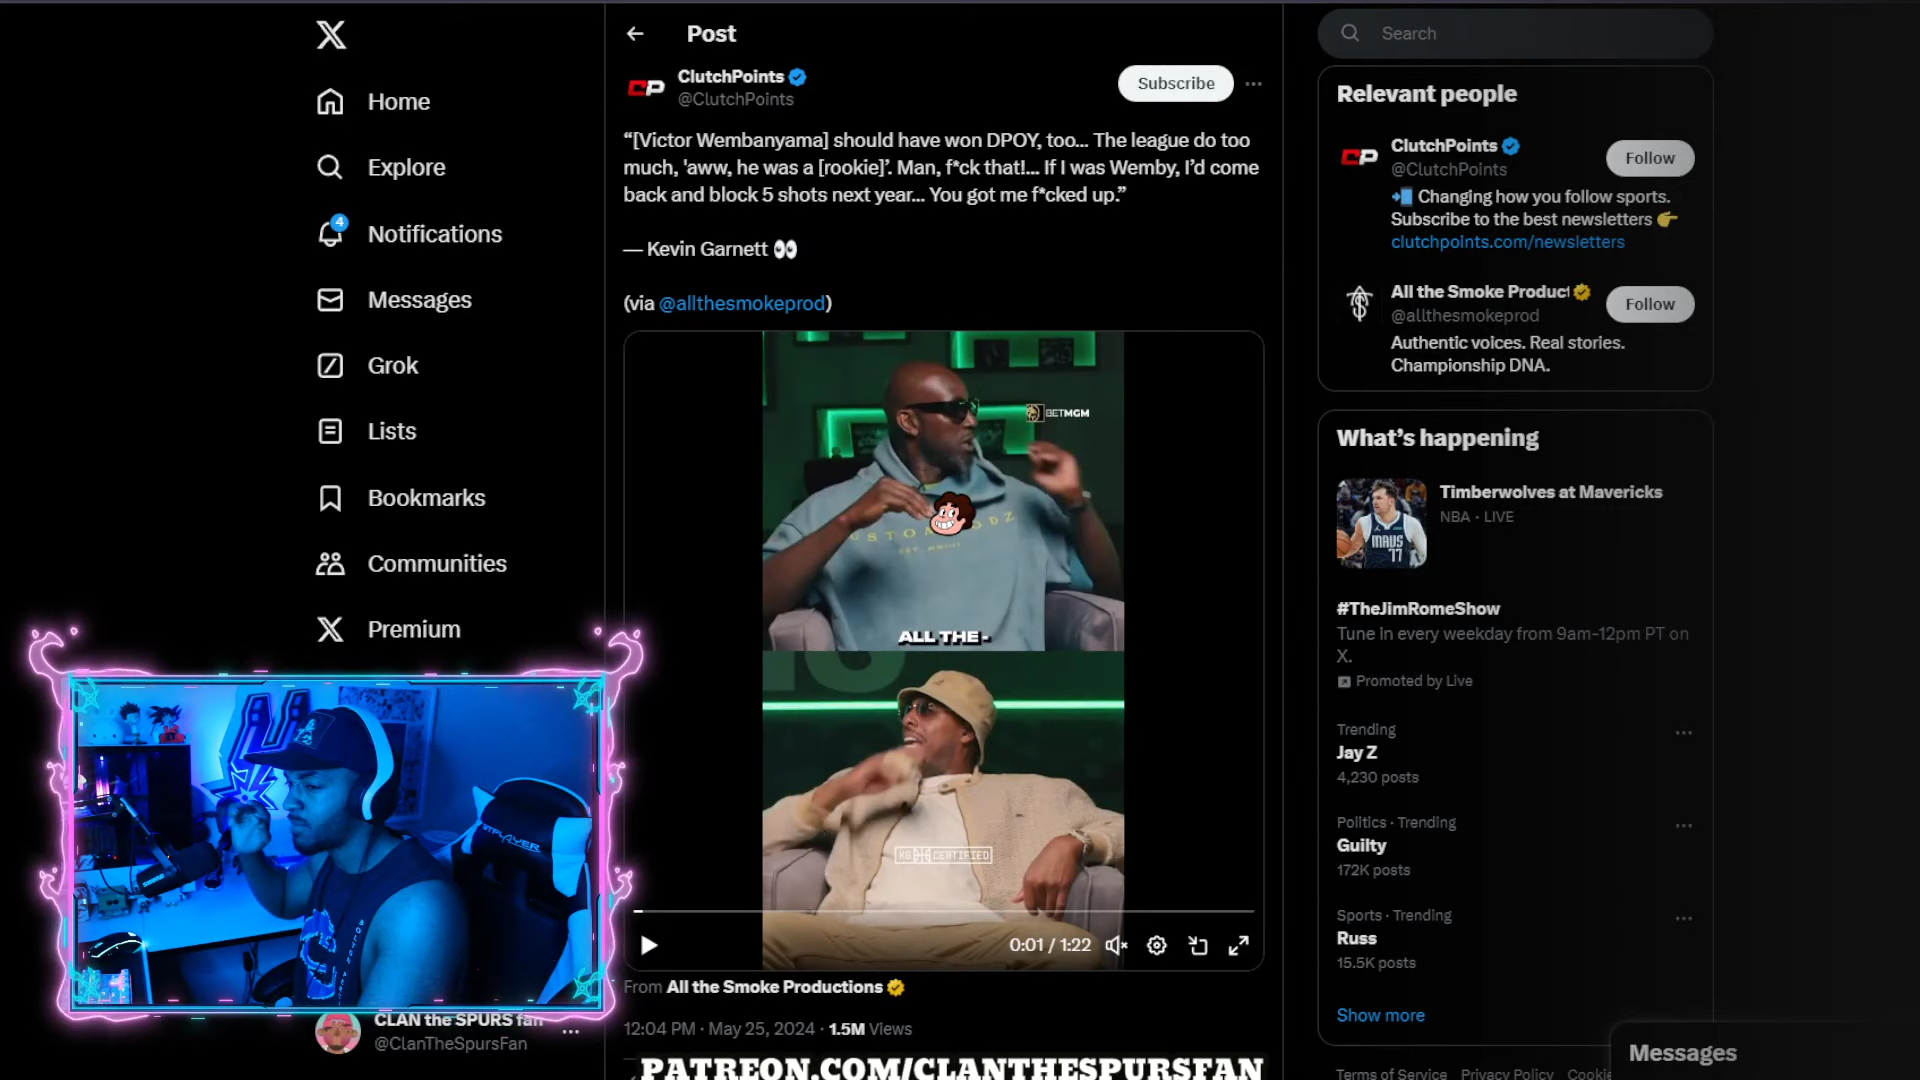 Post
Search
Home
Explore
4
Notifications
Messages
Grok
Lists
Bookmarks
Communities
Premium
CLAN the SPURS fan
@ClanTheSpursFan
CP
ClutchPoints
@ClutchPoints
Subscribe
“[Victor Wembanyama] should have won DPOY, too... The league do too
much, 'aww, he was a [rookie]’. Man, f*ck that!... If I was Wemby, I’d come
back and block 5 shots next year... You got me f*cked up.”
— Kevin Garnett 👀
(via @allthesmokeprod)
BETMGM
ALL THE -
KG CERTIFIED
0:01 / 1:22
From All the Smoke Productions
12:04 PM · May 25, 2024 · 1.5M Views
PATREON.COM/CLANTHESPURSFAN
Relevant people
CP
ClutchPoints
@ClutchPoints
Follow
📲 Changing how you follow sports.
Subscribe to the best newsletters 👉
clutchpoints.com/newsletters
All the Smoke Product
@allthesmokeprod
Follow
Authentic voices. Real stories.
Championship DNA.
What’s happening
Timberwolves at Mavericks
NBA · LIVE
MAVS
77
#TheJimRomeShow
Tune in every weekday from 9am-12pm PT on
X.
Promoted by Live
Trending
Jay Z
4,230 posts
Politics · Trending
Guilty
172K posts
Sports · Trending
Russ
15.5K posts
Show more
Messages
Terms of Service Privacy Policy Cookie